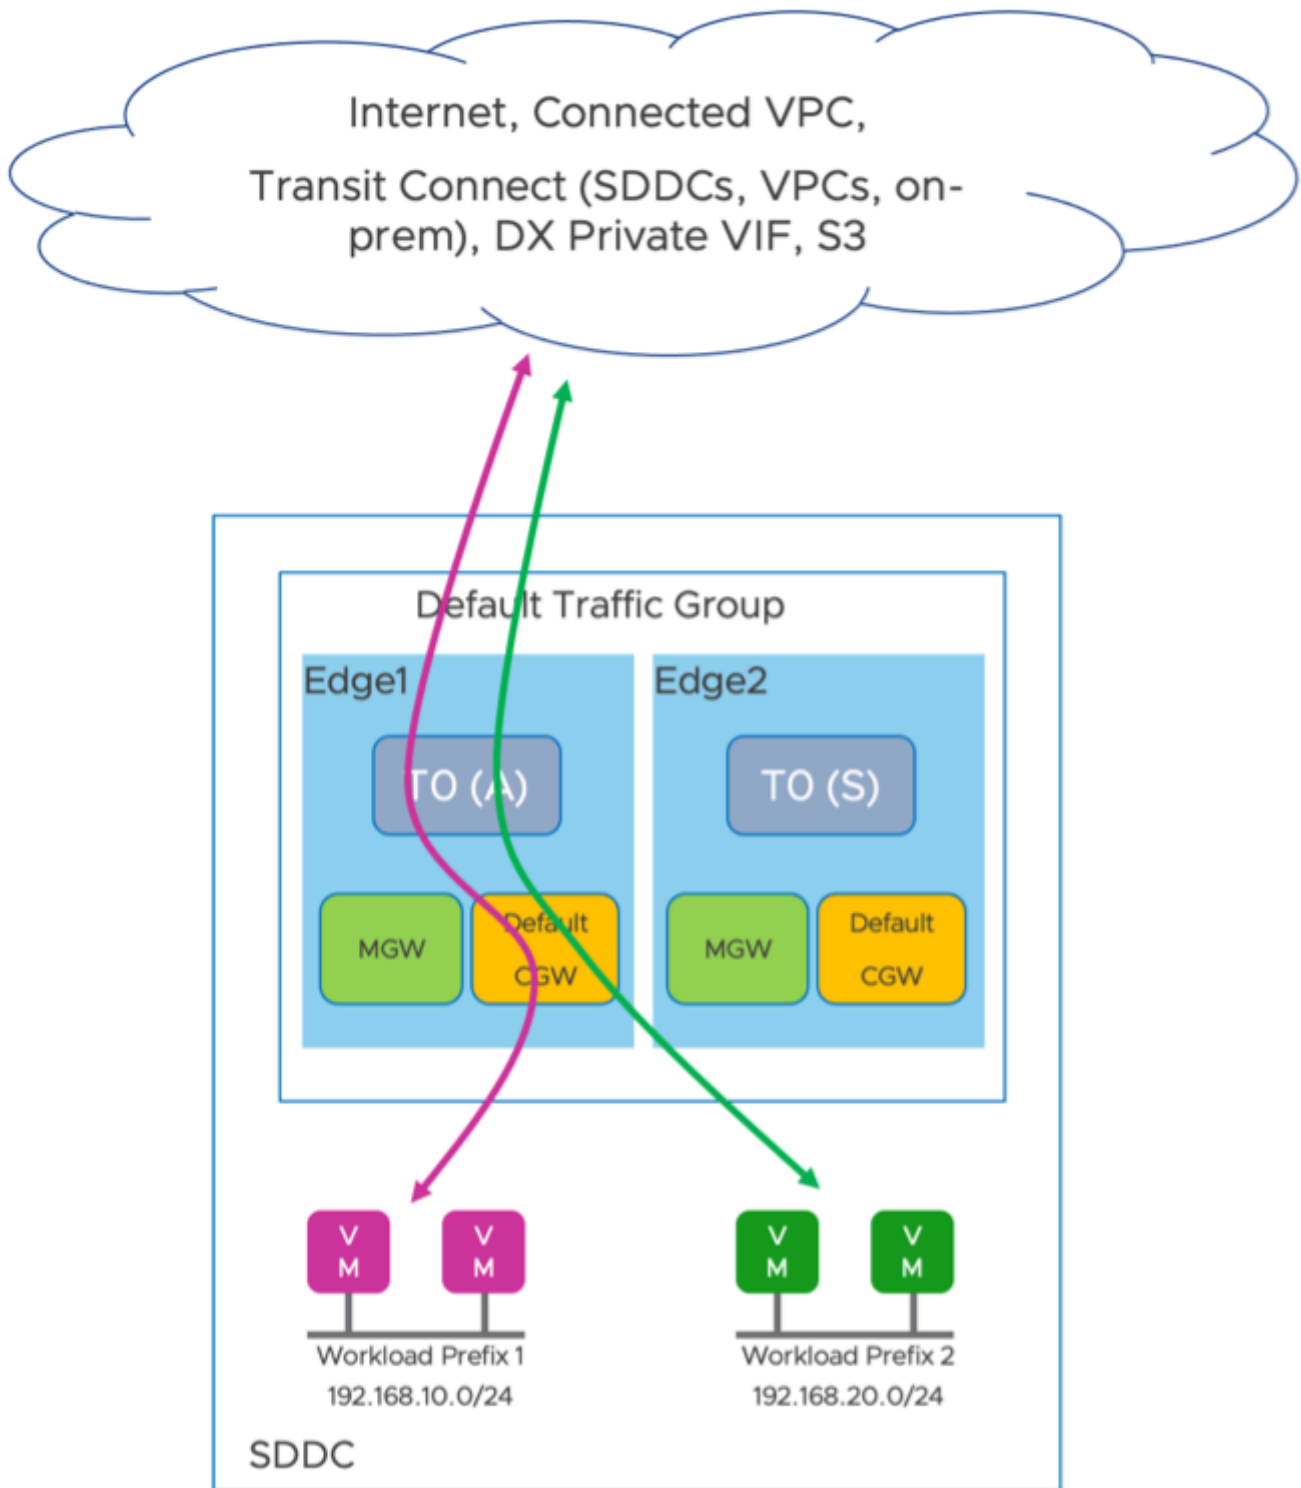 Internet, Connected VPC,
Transit Connect (SDDCs, VPCs, on-
prem), DX Private VIF, S3
Default Traffic Group
Edge1
Edge2
T0 (A)
T0 (S)
MGW
Default
CGW
MGW
Default
CGW
V
M
V
M
V
M
V
M
Workload Prefix 1
192.168.10.0/24
Workload Prefix 2
192.168.20.0/24
SDDC